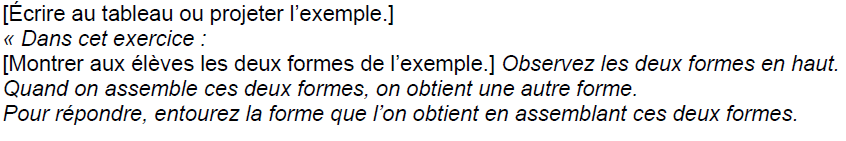 [Écrire au tableau ou projeter l’exemple.]
« Dans cet exercice :
[Montrer aux élèves les deux formes de l’exemple.] Observez les deux formes en haut.
Quand on assemble ces deux formes, on obtient une autre forme.
Pour répondre, entourez la forme que l’on obtient en assemblant ces deux formes.